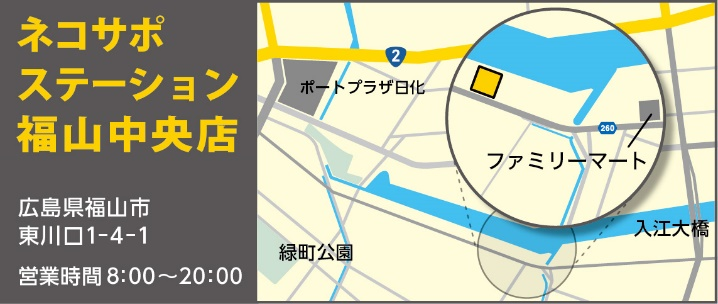 ネコサポ
ステーション
福山中央店
広島県福山市
東川口1-4-1
営業時間 8:00～20:00
2
ポートプラザ日化
260
ファミリーマート
入江大橋
緑町公園